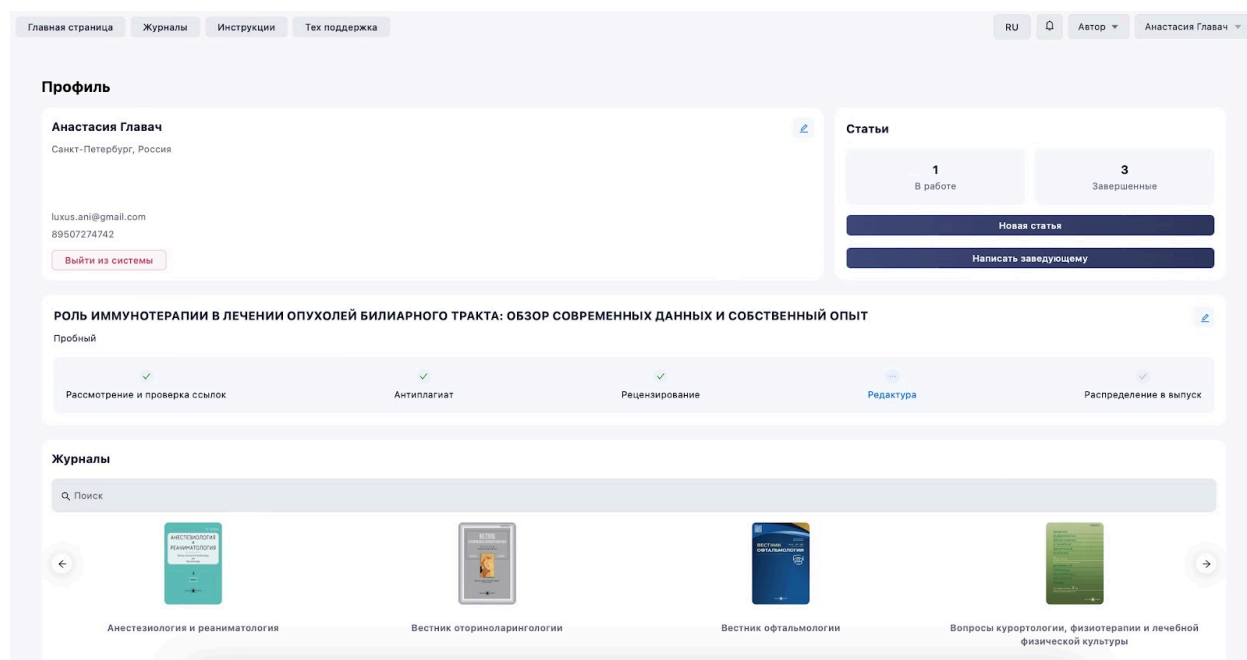 Главная страница
Журналы
Инструкции
Тех поддержка
RU
Автор
Анастасия Главач
Профиль
Анастасия Главач
Санкт-Петербург, Россия
luxus.ani@gmail.com
89507274742
Выйти из системы
Статьи
1
В работе
3
Завершенные
Новая статья
Написать заведующему
РОЛЬ ИММУНОТЕРАПИИ В ЛЕЧЕНИИ ОПУХОЛЕЙ БИЛИАРНОГО ТРАКТА: ОБЗОР СОВРЕМЕННЫХ ДАННЫХ И СОБСТВЕННЫЙ ОПЫТ
Пробный
Рассмотрение и проверка ссылок
Антиплагиат
Рецензирование
Редактура
Распределение в выпуск
Журналы
Поиск
АНЕСТЕЗИОЛОГИЯ
и
РЕАНИМАТОЛОГИЯ
ВЕСТНИК
ВЕСТНИК
ОФТАЛЬМОЛОГИИ
Анестезиология и реаниматология
Вестник оториноларингологии
Вестник офтальмологии
Вопросы курортологии, физиотерапии и лечебной
физической культуры